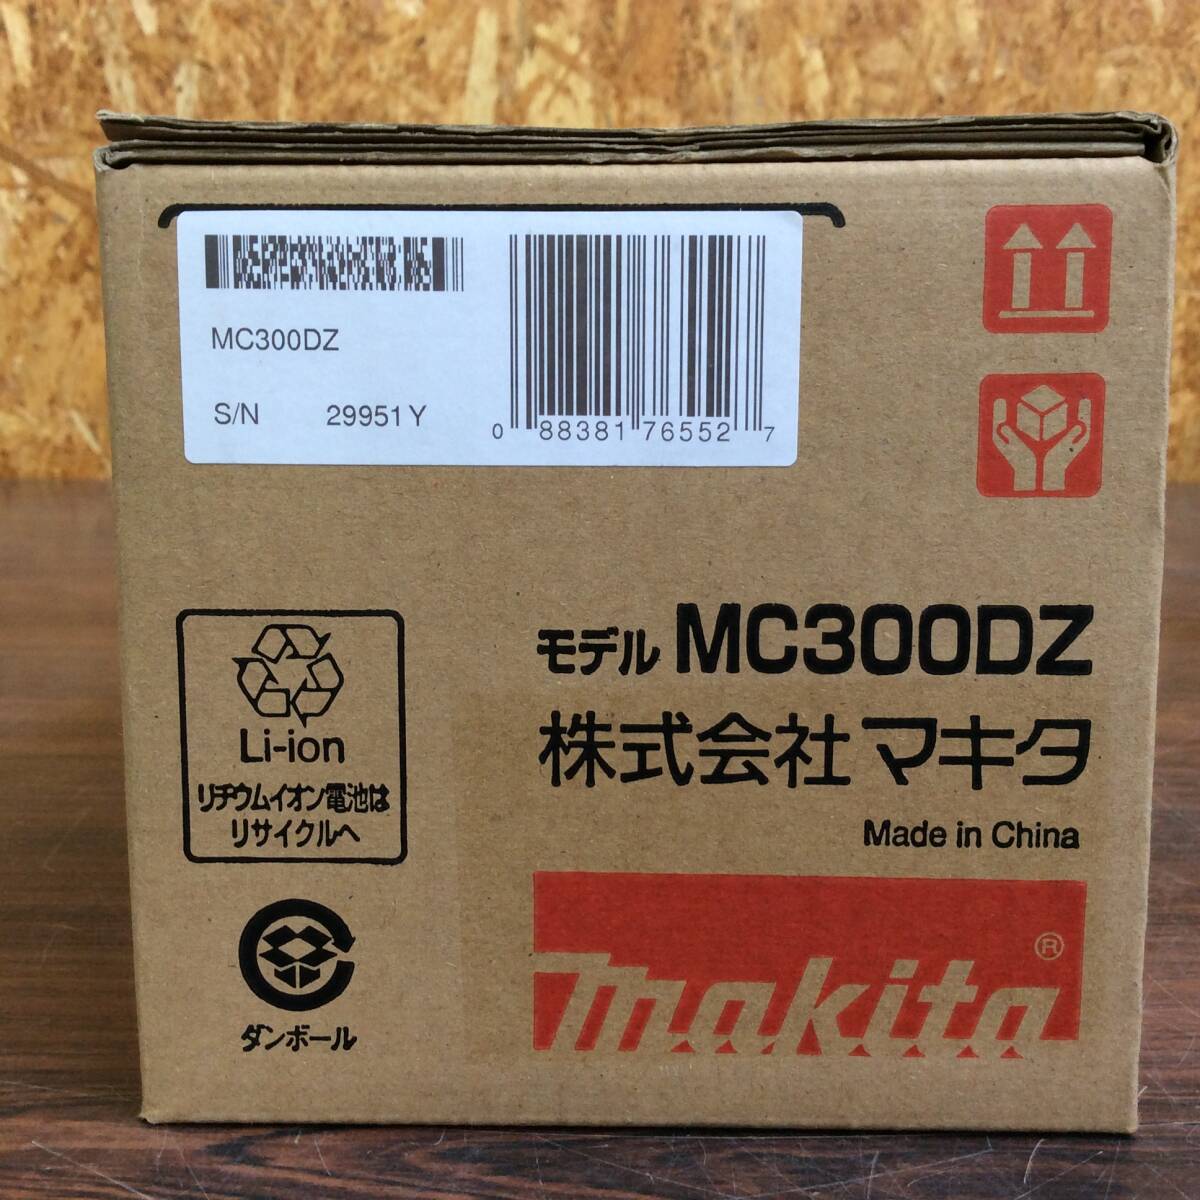 MC300DZ
S/N 29951Y
0 88381 76552 7
モデル MC300DZ
株式会社マキタ
Made in China
Li-ion
リチウムイオン電池は
リサイクルへ
ダンボール
makita®